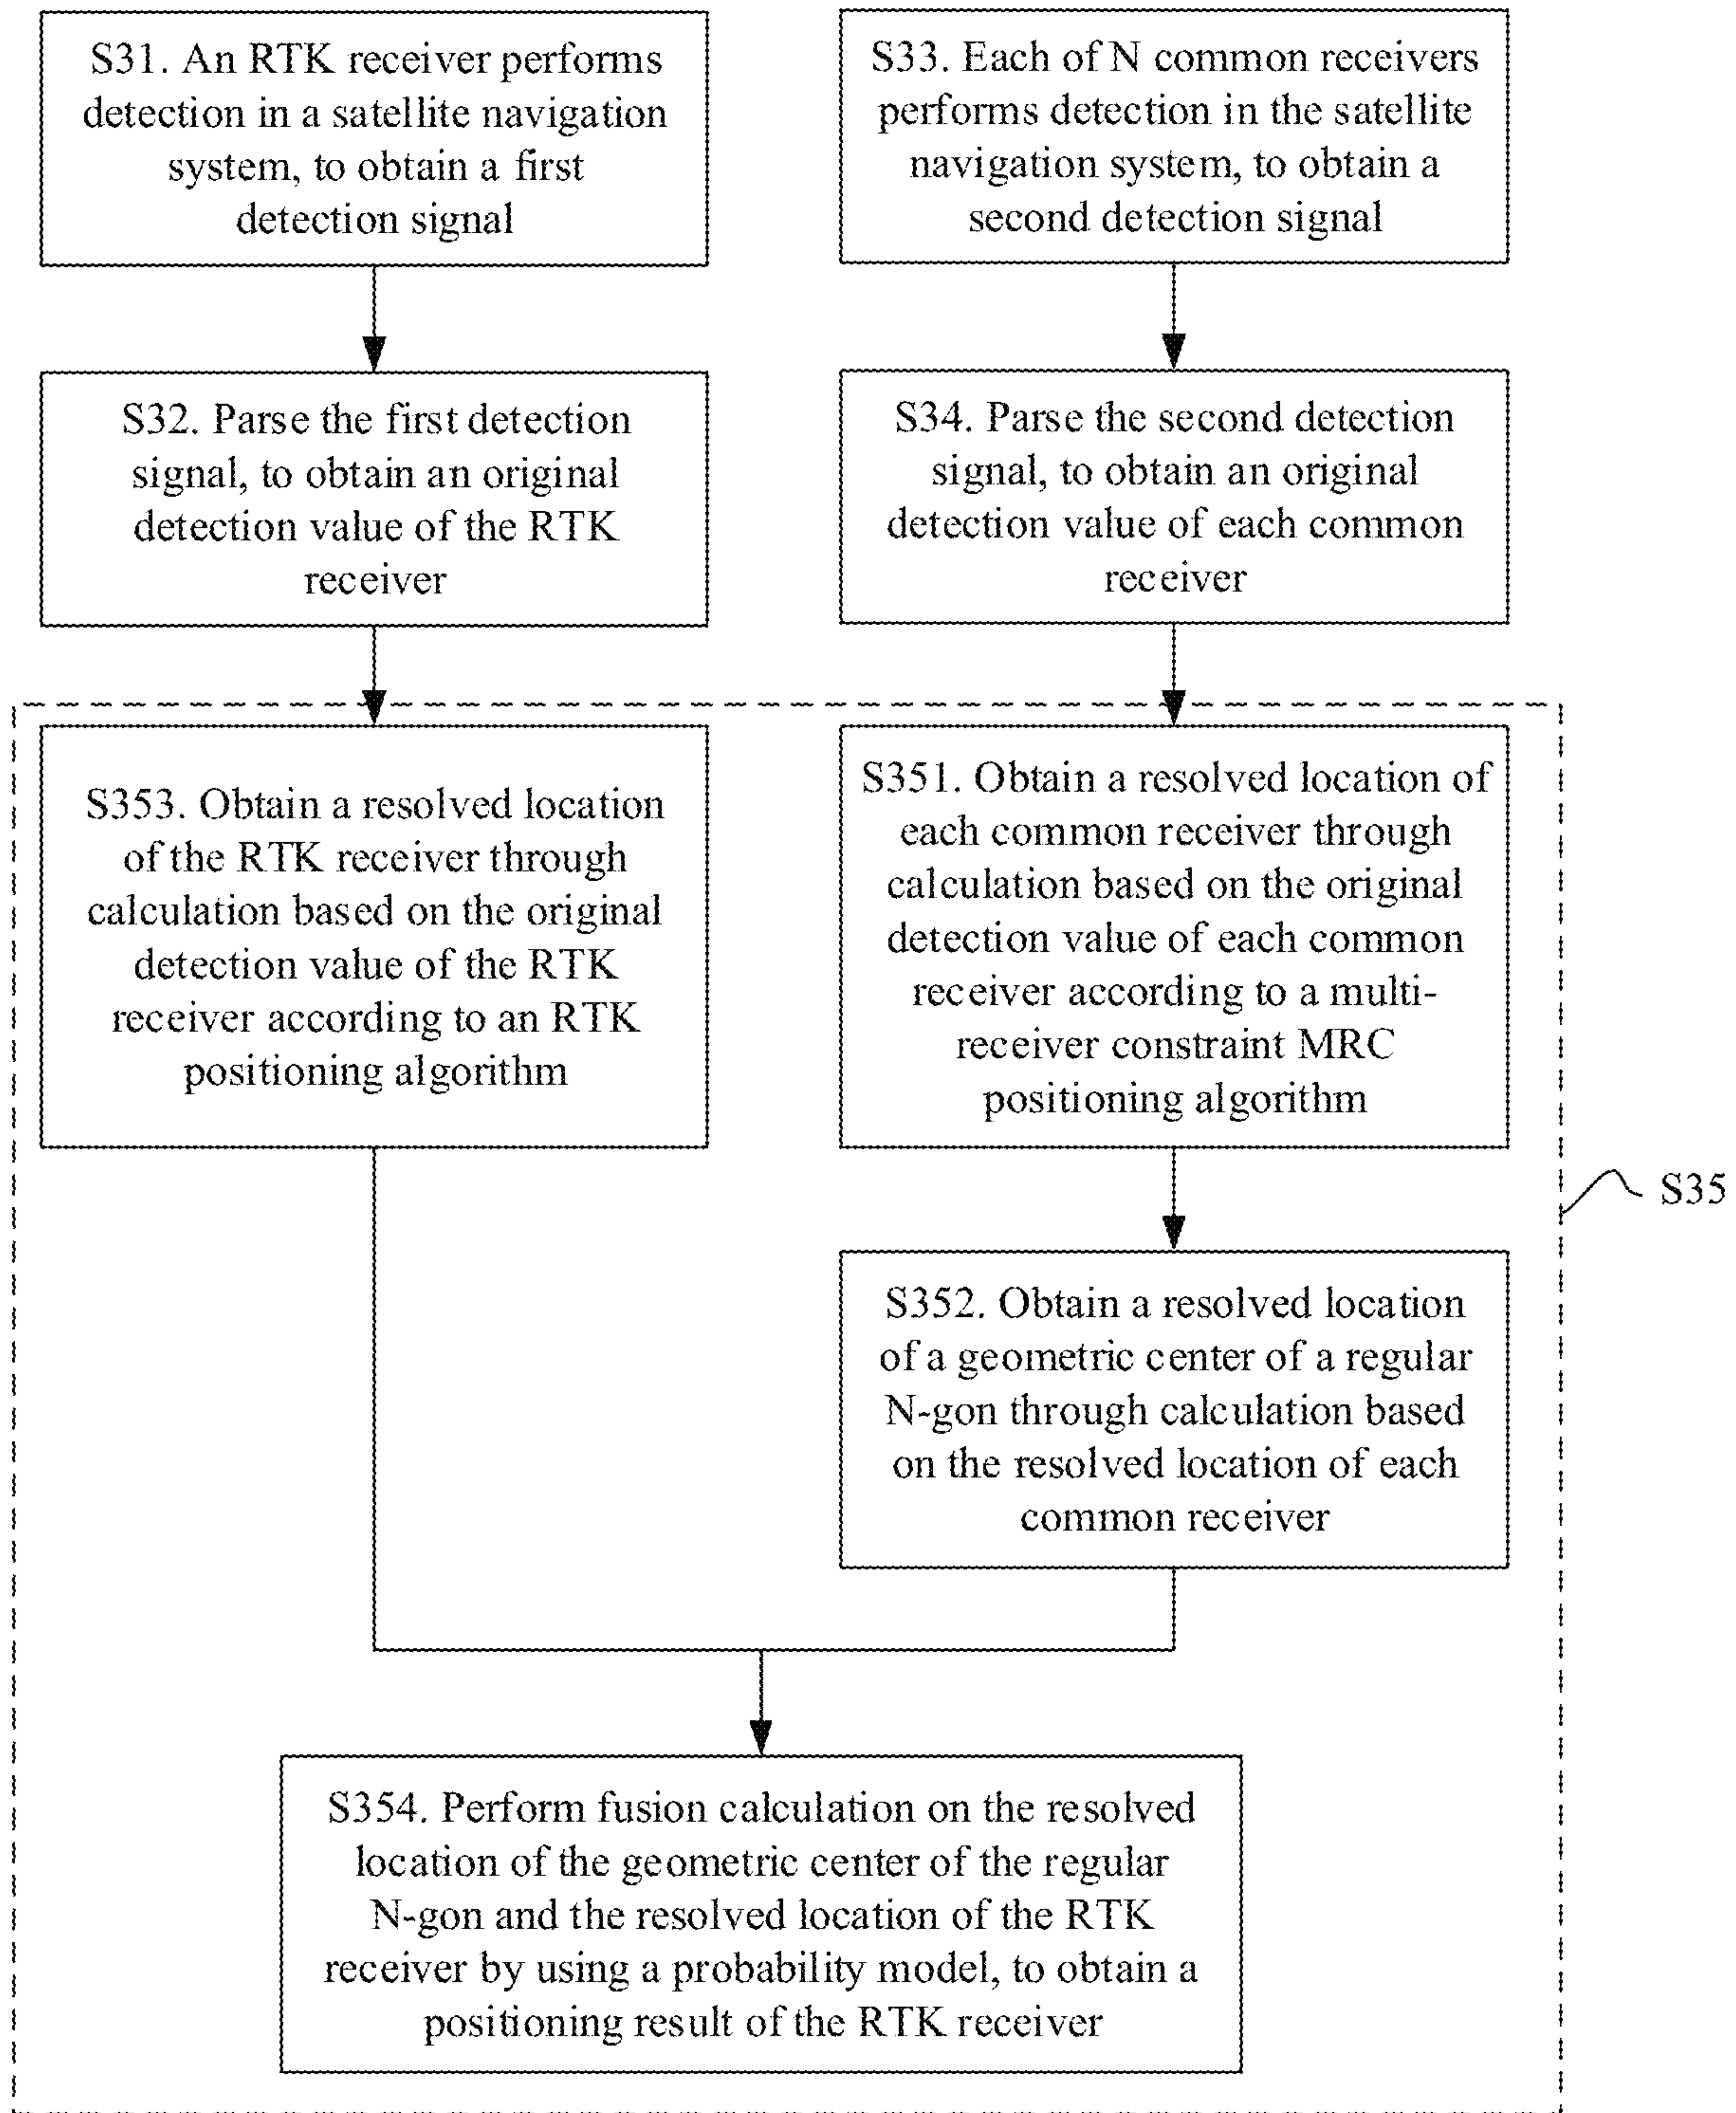 S31. An RTK receiver performs
detection in a satellite navigation
system, to obtain a first
detection signal
S33. Each of N common receivers
performs detection in the satellite
navigation system, to obtain a
second detection signal
S32. Parse the first detection
signal, to obtain an original
detection value of the RTK
receiver
S34. Parse the second detection
signal, to obtain an original
detection value of each common
receiver
S353. Obtain a resolved location
of the RTK receiver through
calculation based on the original
detection value of the RTK
receiver according to an RTK
positioning algorithm
S351. Obtain a resolved location of
each common receiver through
calculation based on the original
detection value of each common
receiver according to a multi-
receiver constraint MRC
positioning algorithm
S35
S352. Obtain a resolved location
of a geometric center of a regular
N-gon through calculation based
on the resolved location of each
common receiver
S354. Perform fusion calculation on the resolved
location of the geometric center of the regular
N-gon and the resolved location of the RTK
receiver by using a probability model, to obtain a
positioning result of the RTK receiver